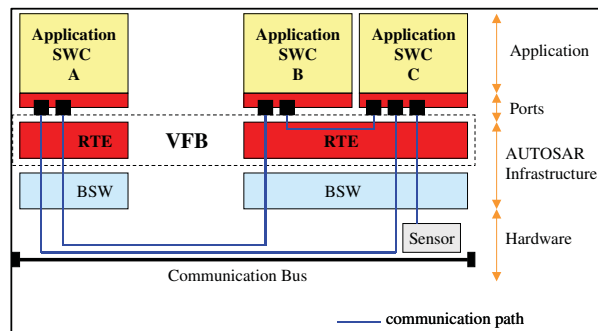 Application
SWC
A
Application
SWC
B
Application
SWC
C
Application
Ports
RTE
VFB
RTE
AUTOSAR
Infrastructure
BSW
BSW
Sensor
Hardware
Communication Bus
communication path